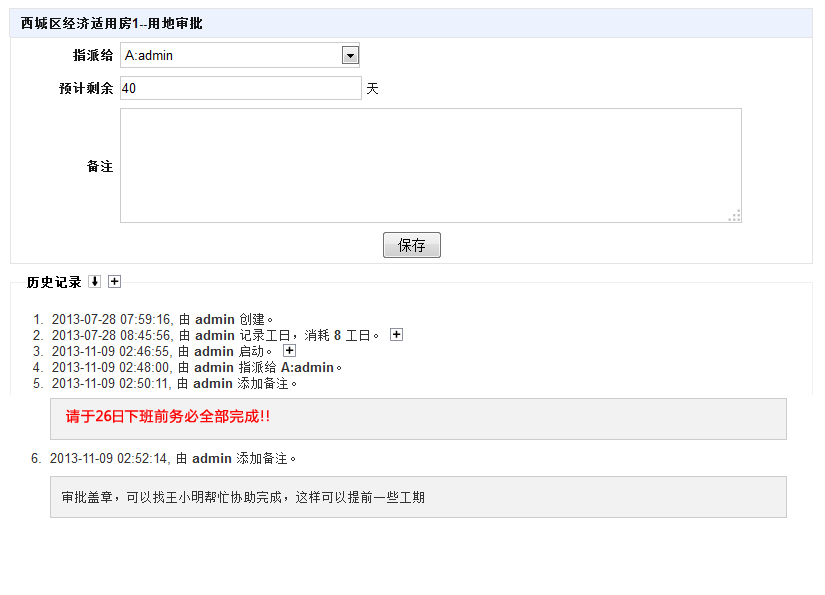 西城区经济适用房1--用地审批
指派给 A:admin
预计剩余 40 天
备注
保存
历史记录
1. 2013-07-28 07:59:16, 由 admin 创建。
2. 2013-07-28 08:45:56, 由 admin 记录工日，消耗 8 工日。
3. 2013-11-09 02:46:55, 由 admin 启动。
4. 2013-11-09 02:48:00, 由 admin 指派给 A:admin。
5. 2013-11-09 02:50:11, 由 admin 添加备注。
请于26日下班前务必全部完成!!
6. 2013-11-09 02:52:14, 由 admin 添加备注。
审批盖章，可以找王小明帮忙协助完成，这样可以提前一些工期